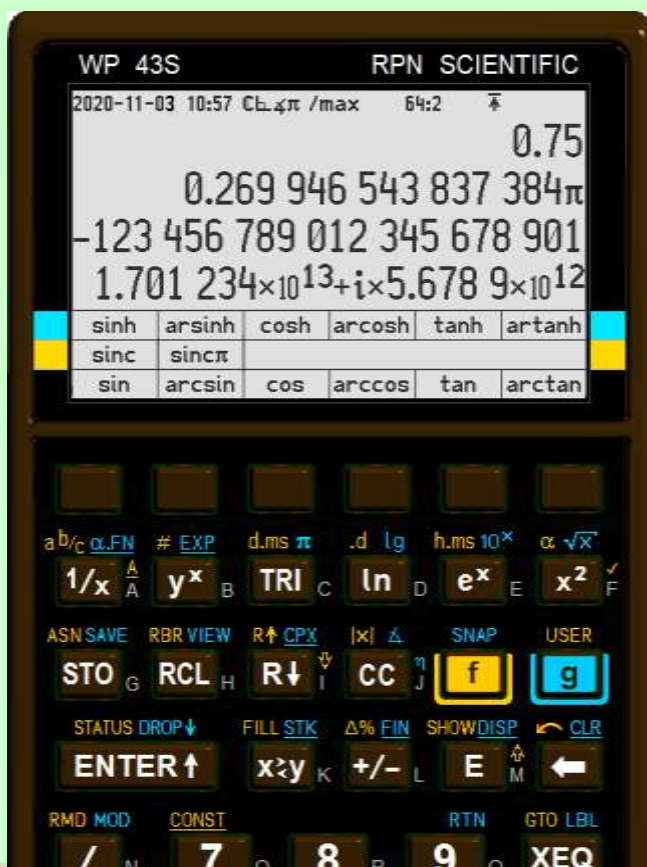 WP 43S RPN SCIENTIFIC
2020-11-03 10:57 ℂ∟∡π /max 64:2 ↑
0.75
0.269 946 543 837 384π
-123 456 789 012 345 678 901
1.701 234×10¹³+i×5.678 9×10¹²
sinh arsinh cosh arcosh tanh artanh
sinc sincπ
sin arcsin cos arccos tan arctan
a b/c α.FN # EXP d.ms π .d lg h.ms 10ˣ α √x
1/x A yˣ B TRI C ln D eˣ E x² F
ASN SAVE RBR VIEW R↑ CPX |x| ∡ SNAP USER
STO G RCL H R↓ I CC J f g
STATUS DROP↓ FILL STK Δ% FIN SHOW DISP CLR
ENTER↑ x≷y K +/− L E M ←
RMD MOD CONST RTN GTO LBL
/ N 7 O 8 P 9 Q XEQ